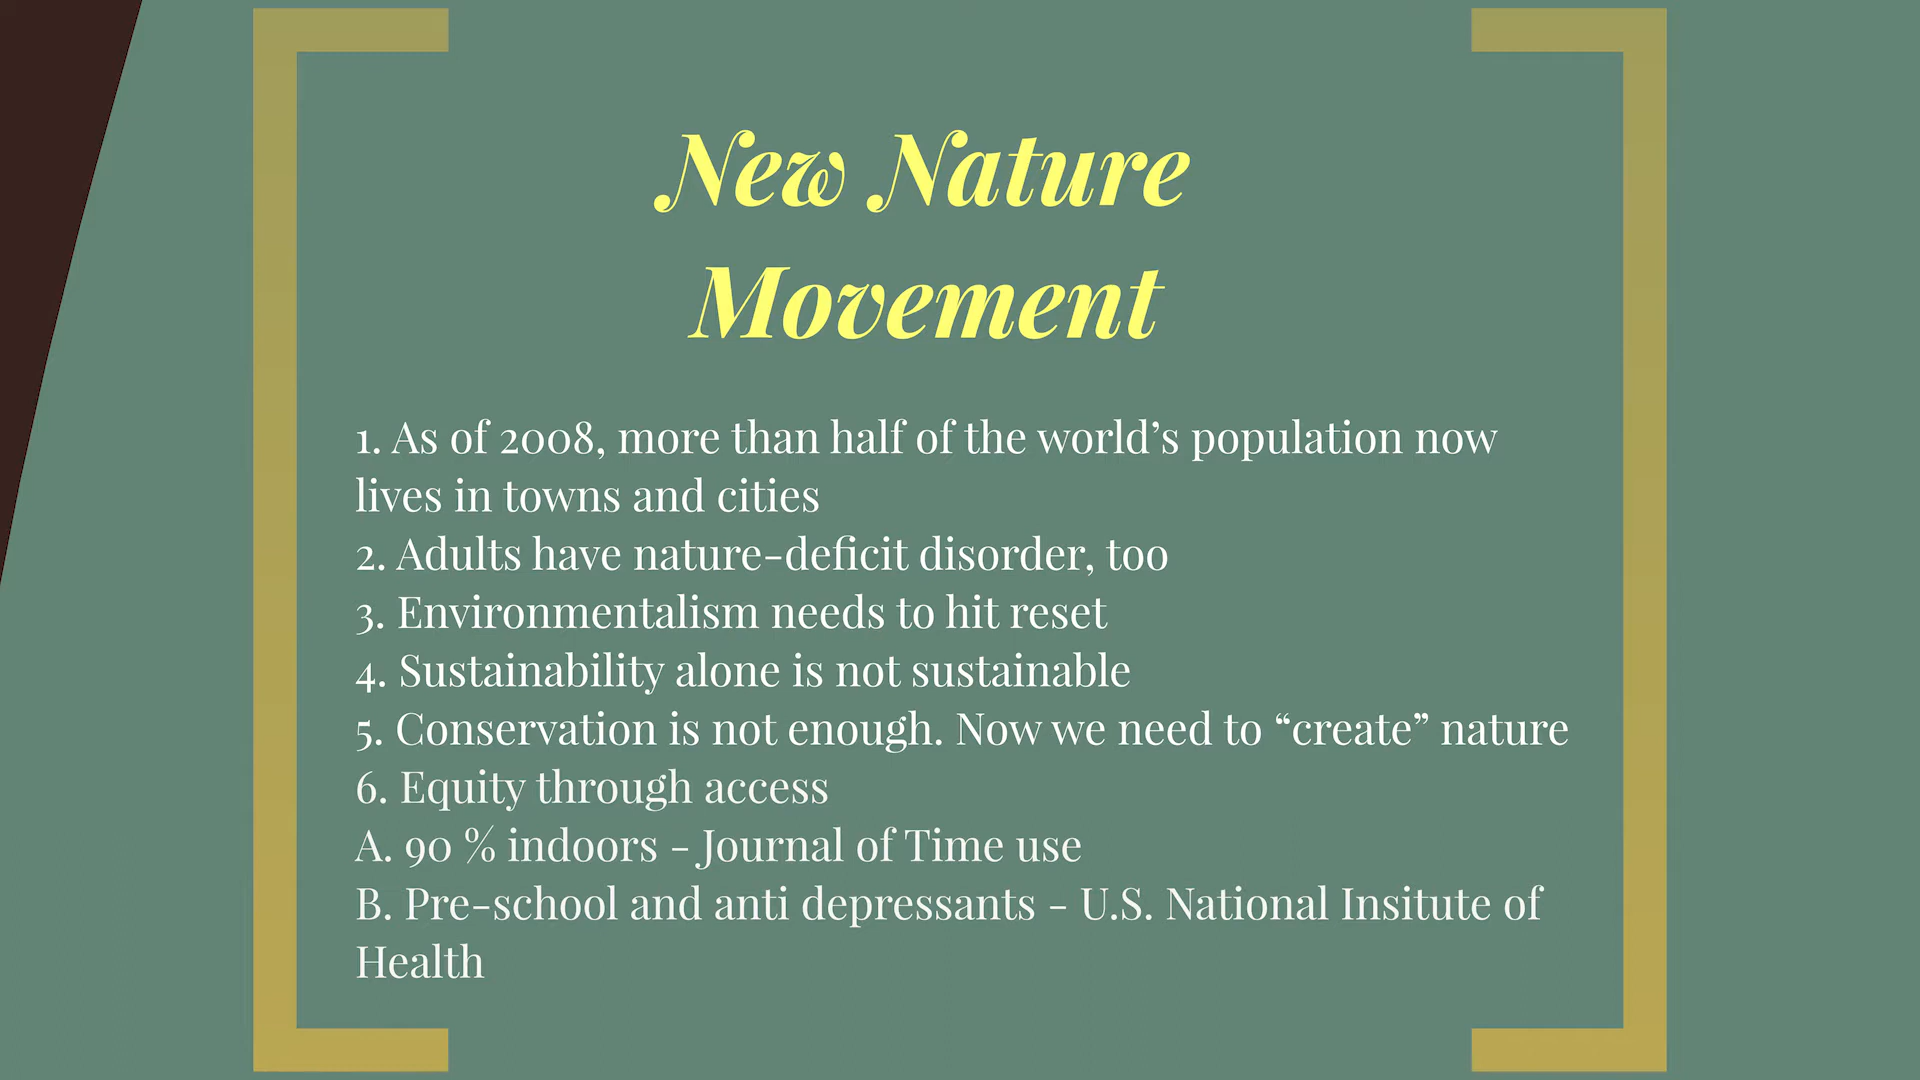 New Nature
Movement
1. As of 2008, more than half of the world’s population now
lives in towns and cities
2. Adults have nature-deficit disorder, too
3. Environmentalism needs to hit reset
4. Sustainability alone is not sustainable
5. Conservation is not enough. Now we need to “create” nature
6. Equity through access
A. 90 % indoors - Journal of Time use
B. Pre-school and anti depressants - U.S. National Insitute of
Health